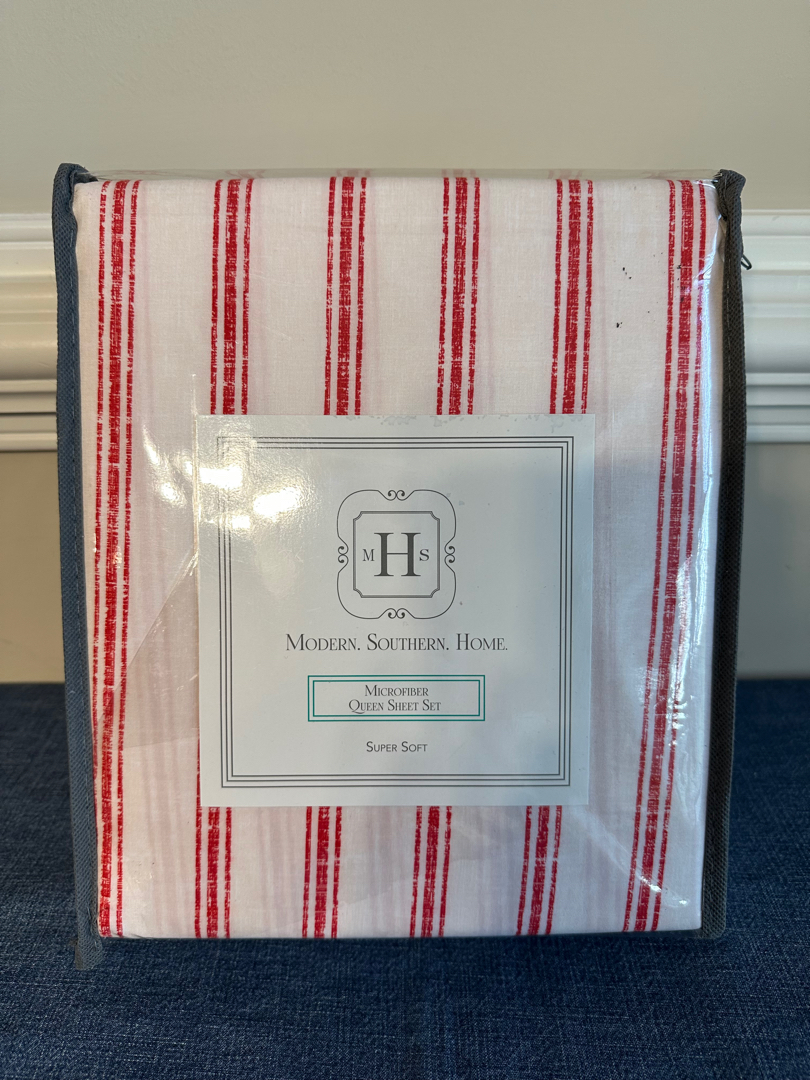 M H S
MODERN. SOUTHERN. HOME.
MICROFIBER
QUEEN SHEET SET
SUPER SOFT